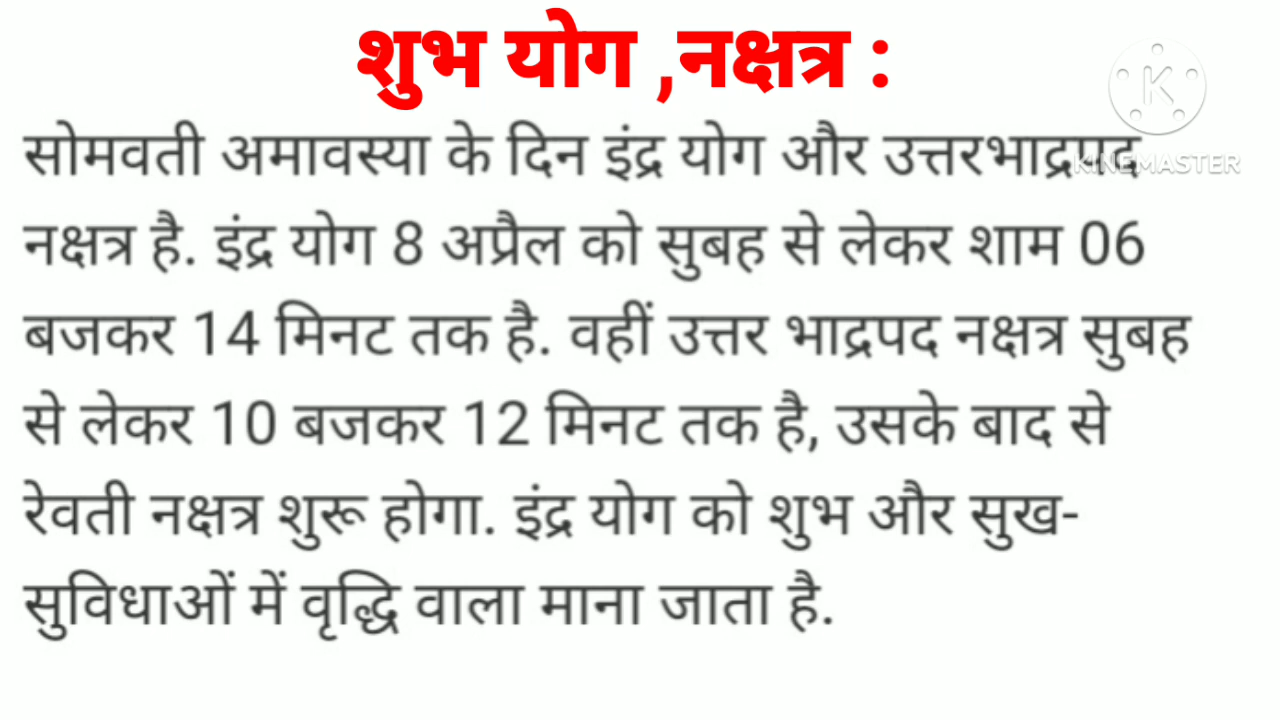 शुभ योग ,नक्षत्र :
सोमवती अमावस्या के दिन इंद्र योग और उत्तरभाद्रपद
नक्षत्र है. इंद्र योग 8 अप्रैल को सुबह से लेकर शाम 06
बजकर 14 मिनट तक है. वहीं उत्तर भाद्रपद नक्षत्र सुबह
से लेकर 10 बजकर 12 मिनट तक है, उसके बाद से
रेवती नक्षत्र शुरू होगा. इंद्र योग को शुभ और सुख-
सुविधाओं में वृद्धि वाला माना जाता है.
K
KINEMASTER